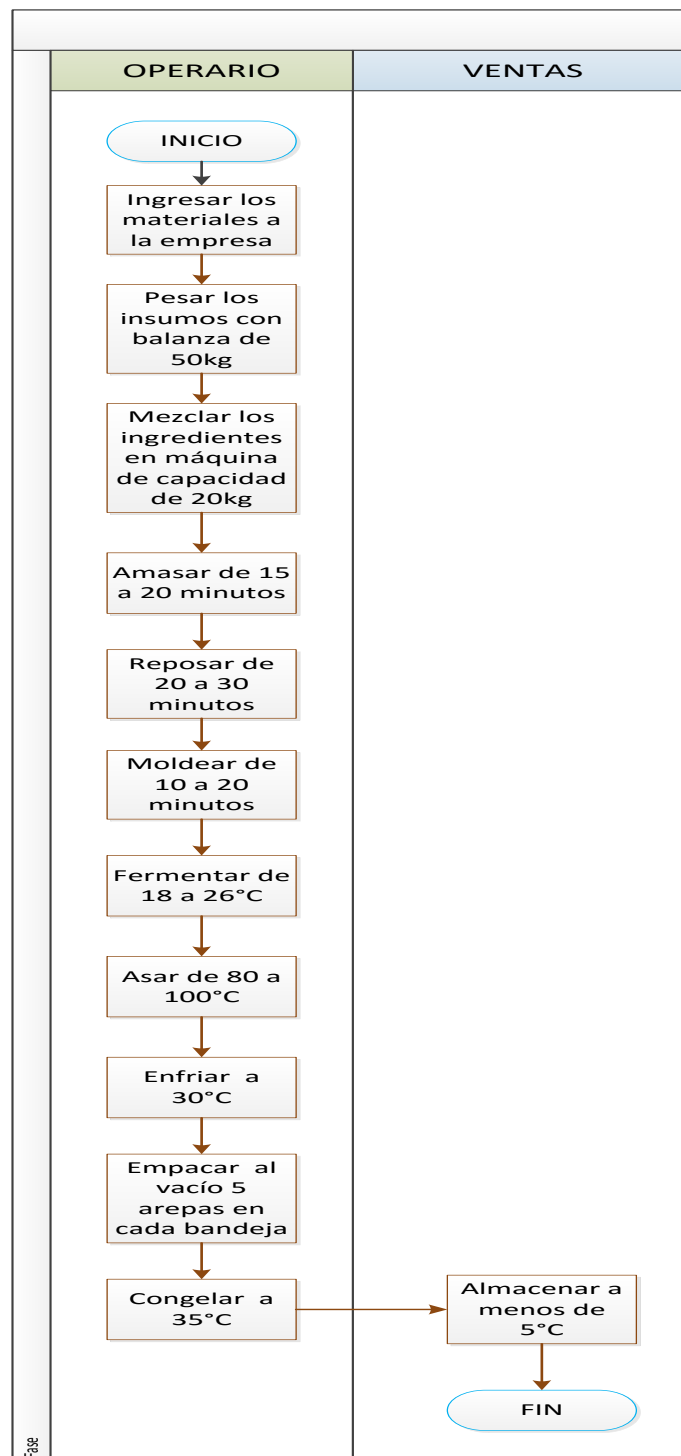 OPERARIO
VENTAS
INICIO
Ingresar los
materiales a
la empresa
Pesar los
insumos con
balanza de
50kg
Mezclar los
ingredientes
en máquina
de capacidad
de 20kg
Amasar de 15
a 20 minutos
Reposar de
20 a 30
minutos
Moldear de
10 a 20
minutos
Fermentar de
18 a 26°C
Asar de 80 a
100°C
Enfriar a
30°C
Empacar al
vacío 5
arepas en
cada bandeja
Congelar a
35°C
Almacenar a
menos de
5°C
FIN
Fase